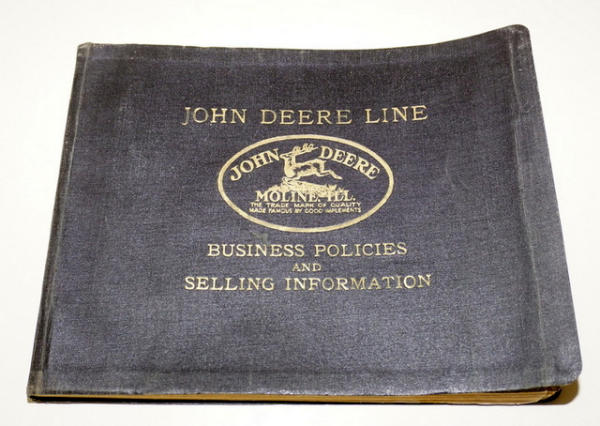 JOHN DEERE LINE
JOHN DEERE
MOLINE, ILL.
THE TRADE MARK OF QUALITY
MADE FAMOUS BY GOOD IMPLEMENTS
BUSINESS POLICIES
AND
SELLING INFORMATION